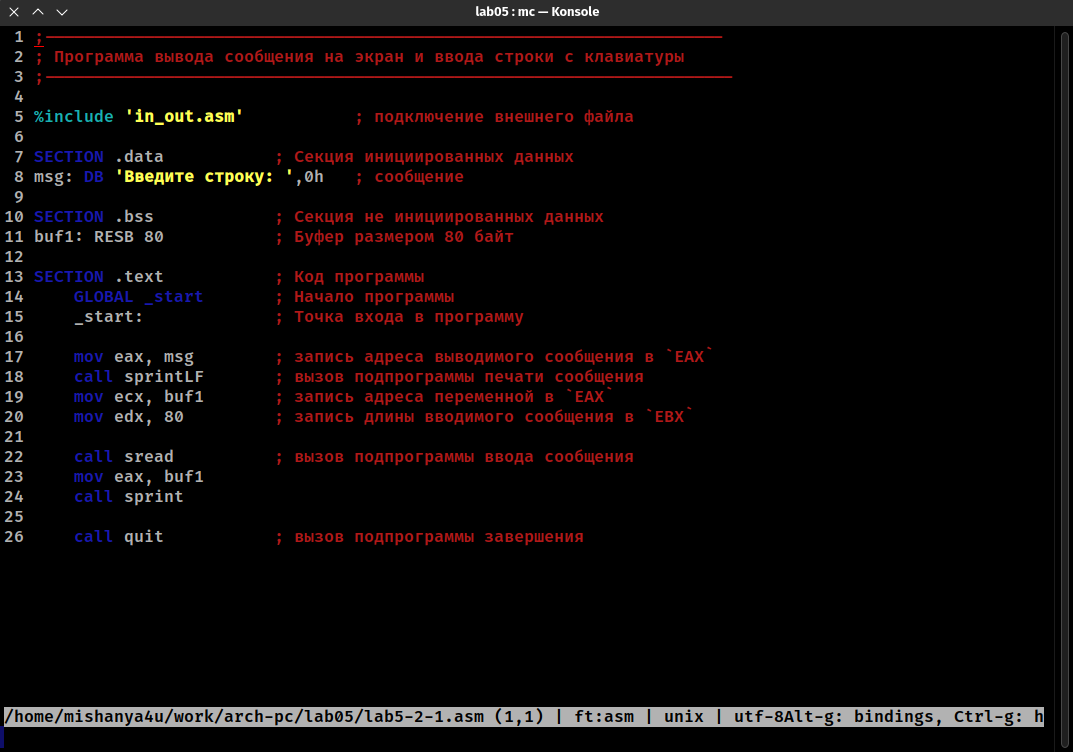 lab05 : mc — Konsole
1 ;———————————————————————————————————
2 ; Программа вывода сообщения на экран и ввода строки с клавиатуры
3 ;———————————————————————————————————
4
5 %include 'in_out.asm' ; подключение внешнего файла
6
7 SECTION .data ; Секция инициированных данных
8 msg: DB 'Введите строку: ',0h ; сообщение
9
10 SECTION .bss ; Секция не инициированных данных
11 buf1: RESB 80 ; Буфер размером 80 байт
12
13 SECTION .text ; Код программы
14 GLOBAL _start ; Начало программы
15 _start: ; Точка входа в программу
16
17 mov eax, msg ; запись адреса выводимого сообщения в `EAX`
18 call sprintLF ; вызов подпрограммы печати сообщения
19 mov ecx, buf1 ; запись адреса переменной в `EAX`
20 mov edx, 80 ; запись длины вводимого сообщения в `EBX`
21
22 call sread ; вызов подпрограммы ввода сообщения
23 mov eax, buf1
24 call sprint
25
26 call quit ; вызов подпрограммы завершения
/home/mishanya4u/work/arch-pc/lab05/lab5-2-1.asm (1,1) | ft:asm | unix | utf-8Alt-g: bindings, Ctrl-g: h